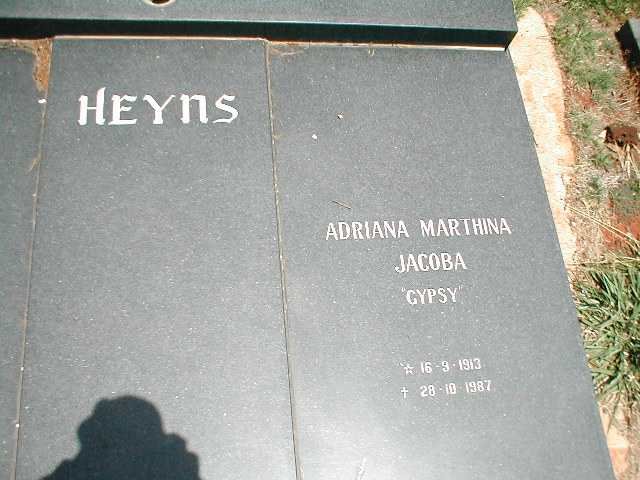 HEYNS
ADRIANA MARTHINA
JACOBA
"GYPSY"
☆ 16-9-1913
† 28-10-1987